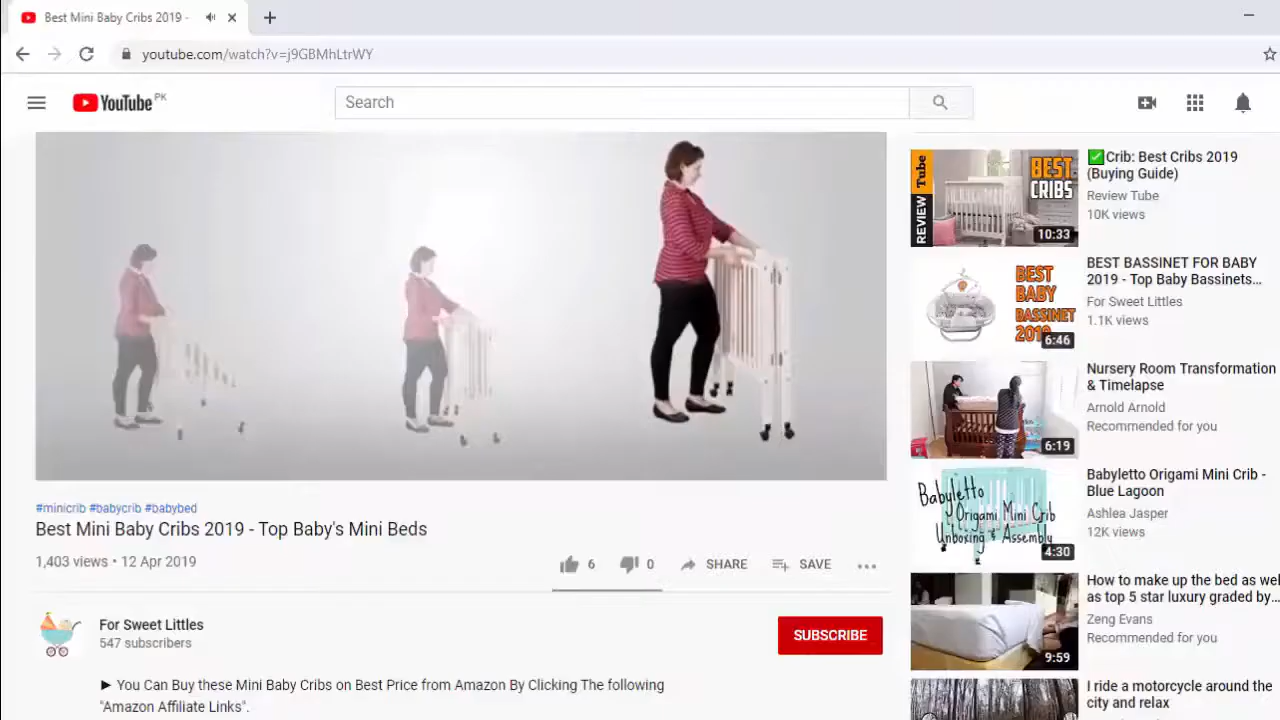 Best Mini Baby Cribs 2019 -
youtube.com/watch?v=j9GBMhLtrWY
YouTube PK
Search
#minicrib #babycrib #babybed
Best Mini Baby Cribs 2019 - Top Baby's Mini Beds
1,403 views • 12 Apr 2019
6
0
SHARE
SAVE
For Sweet Littles
547 subscribers
SUBSCRIBE
► You Can Buy these Mini Baby Cribs on Best Price from Amazon By Clicking The following
"Amazon Affiliate Links".
REVIEW Tube
BEST
CRIBS
10:33
✅Crib: Best Cribs 2019
(Buying Guide)
Review Tube
10K views
BEST
BABY
BASSINET
2019
6:46
BEST BASSINET FOR BABY
2019 - Top Baby Bassinets...
For Sweet Littles
1.1K views
6:19
Nursery Room Transformation
& Timelapse
Arnold Arnold
Recommended for you
Babyletto
Origami Mini Crib
Unboxing & Assembly
4:30
Babyletto Origami Mini Crib -
Blue Lagoon
Ashlea Jasper
12K views
9:59
How to make up the bed as wel
as top 5 star luxury graded by...
Zeng Evans
Recommended for you
I ride a motorcycle around the
city and relax